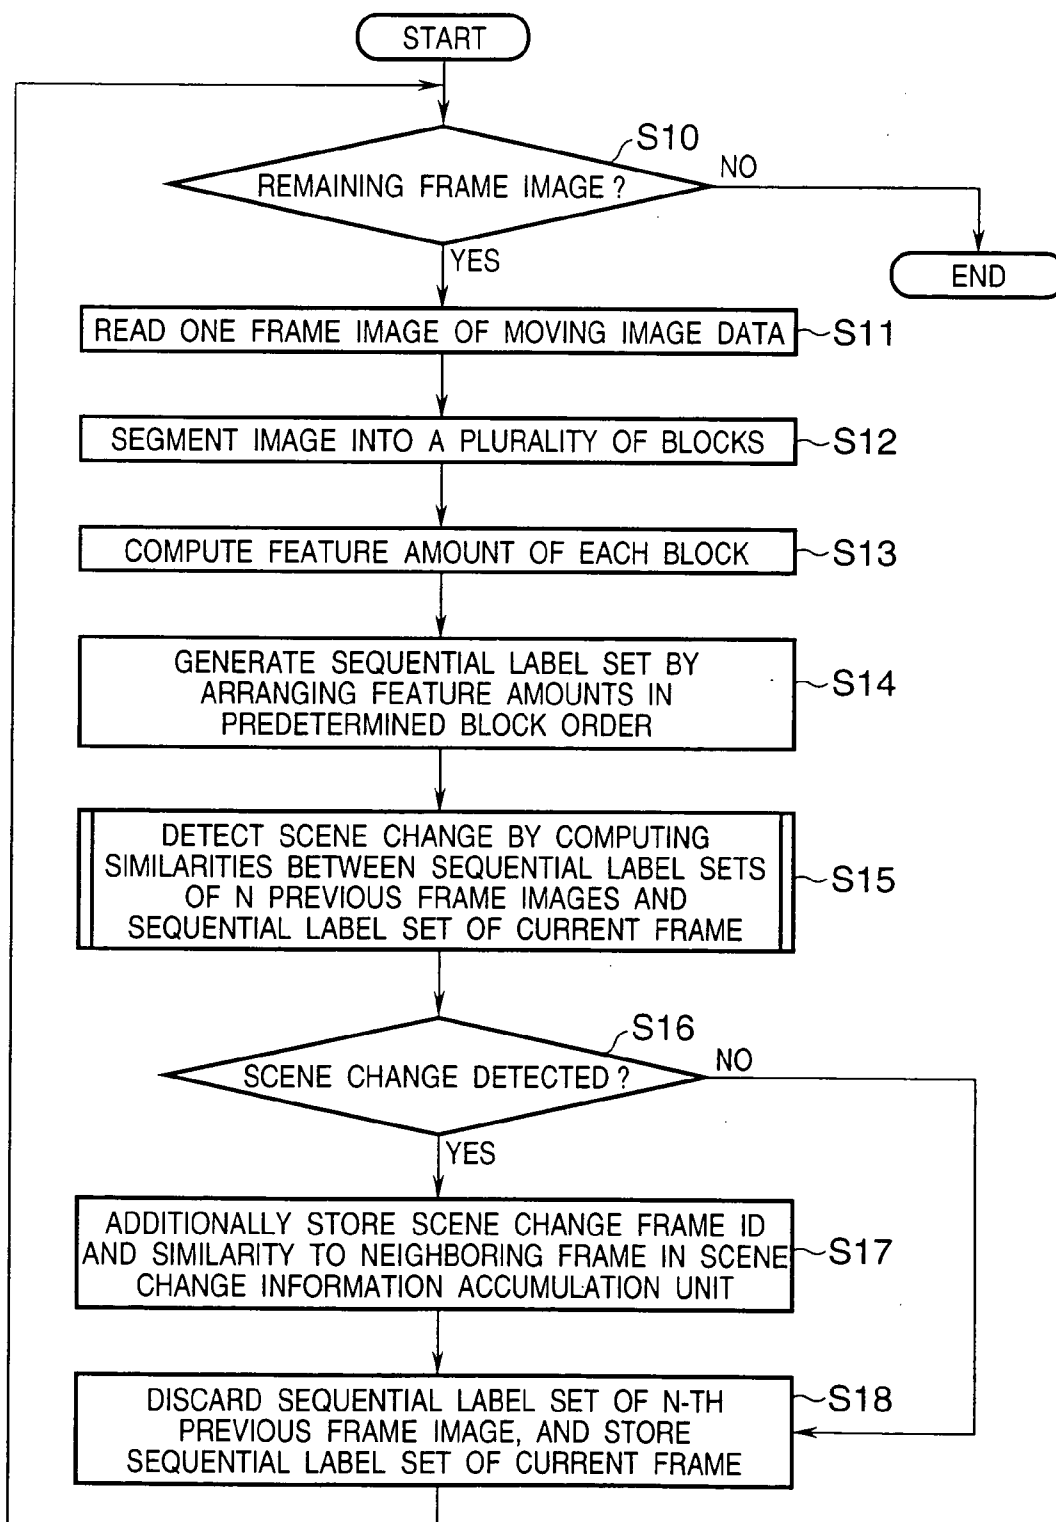 START
S10
REMAINING FRAME IMAGE ?
NO
YES
END
READ ONE FRAME IMAGE OF MOVING IMAGE DATA
S11
SEGMENT IMAGE INTO A PLURALITY OF BLOCKS
S12
COMPUTE FEATURE AMOUNT OF EACH BLOCK
S13
GENERATE SEQUENTIAL LABEL SET BY
ARRANGING FEATURE AMOUNTS IN
PREDETERMINED BLOCK ORDER
S14
DETECT SCENE CHANGE BY COMPUTING
SIMILARITIES BETWEEN SEQUENTIAL LABEL SETS
OF N PREVIOUS FRAME IMAGES AND
SEQUENTIAL LABEL SET OF CURRENT FRAME
S15
S16
SCENE CHANGE DETECTED ?
NO
YES
ADDITIONALLY STORE SCENE CHANGE FRAME ID
AND SIMILARITY TO NEIGHBORING FRAME IN SCENE
CHANGE INFORMATION ACCUMULATION UNIT
S17
DISCARD SEQUENTIAL LABEL SET OF N-TH
PREVIOUS FRAME IMAGE, AND STORE
SEQUENTIAL LABEL SET OF CURRENT FRAME
S18